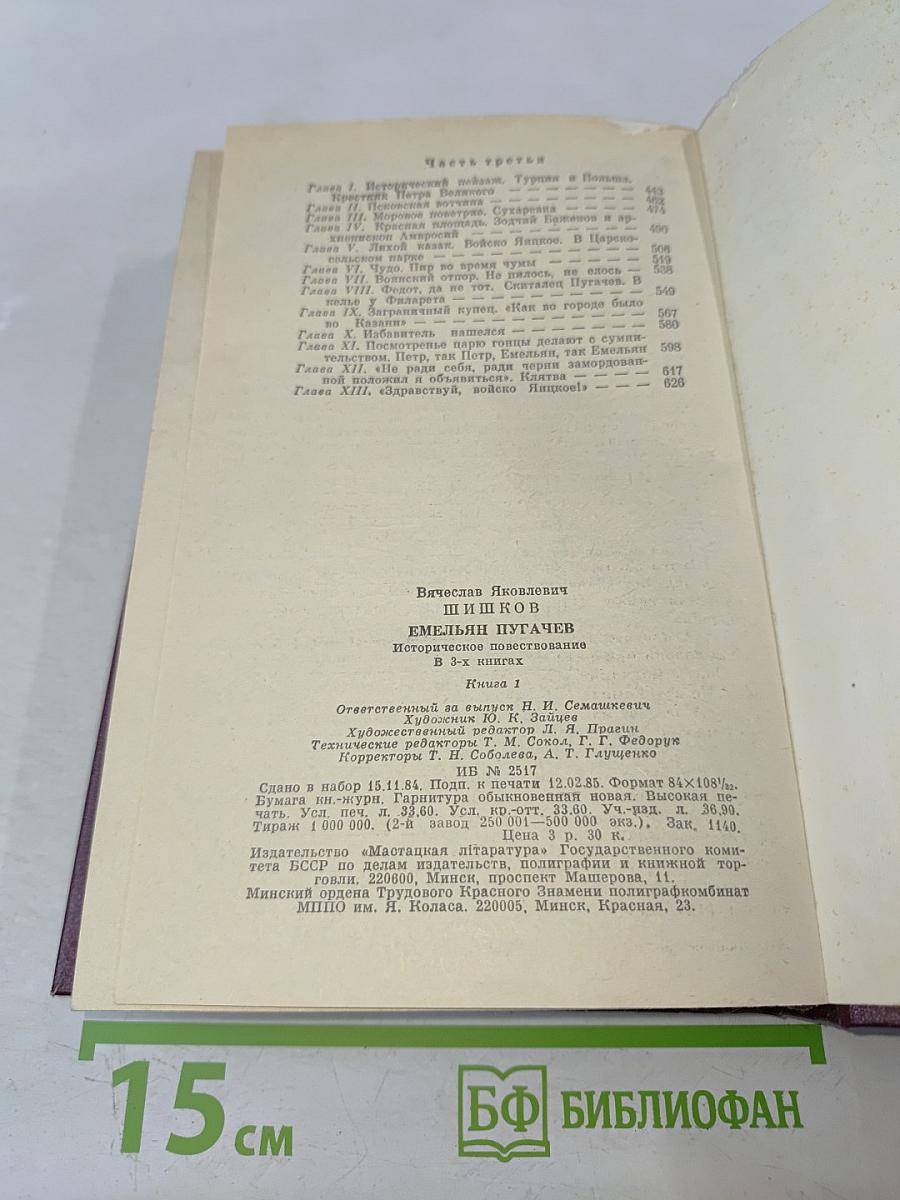 Часть третья
Глава I. Исторический пейзаж. Турция и Польша.
Крестник Петра Великого — — — — — 443
Глава II. Псковская вотчина — — — — — — 462
Глава III. Моровое поветрие. Сухаревна — — — — 474
Глава IV. Красная площадь. Зодчий Баженов и ар-
хиепископ Амвросий — — — — — — 490
Глава V. Лихой казак. Войско Яицкое. В Царско-
сельском парке — — — — — — — 506
Глава VI. Чудо. Пир во время чумы — — — — 519
Глава VII. Воинский отпор. Не пилось, не елось — 538
Глава VIII. Федот, да не тот. Скиталец Пугачев. В
келье у Филарета — — — — — — — 549
Глава IX. Заграничный купец. «Как во городе было
во Казани» — — — — — — — — 567
Глава X. Избавитель нашелся — — — — — — 580
Глава XI. Посмотренье царю гонцы делают с сумни-
тельством. Петр, так Петр, Емельян, так Емельян 598
Глава XII. «Не ради себя, ради черни замордован-
ной положил я объявиться». Клятва — — — — 617
Глава XIII. «Здравствуй, войско Яицкое!» — — — 626
Вячеслав Яковлевич
ШИШКОВ
ЕМЕЛЬЯН ПУГАЧЕВ
Историческое повествование
В 3-х книгах
Книга 1
Ответственный за выпуск Н. И. Семашкевич
Художник Ю. К. Зайцев
Художественный редактор Л. Я. Прагин
Технические редакторы Т. М. Сокол, Г. Г. Федорук
Корректоры Т. Н. Соболева, А. Т. Глущенко
ИБ № 2517
Сдано в набор 15.11.84. Подп. к печати 12.02.85. Формат 84×108¹/₃₂.
Бумага кн.-журн. Гарнитура обыкновенная новая. Высокая пе-
чать. Усл. печ. л. 33,60. Усл. кр.-отт. 33,60. Уч.-изд. л. 36,90.
Тираж 1 000 000. (2-й завод 250 001—500 000 экз.). Зак. 1140.
Цена 3 р. 30 к.
Издательство «Мастацкая літаратура» Государственного коми-
тета БССР по делам издательств, полиграфии и книжной тор-
говли. 220600, Минск, проспект Машерова, 11.
Минский ордена Трудового Красного Знамени полиграфкомбинат
МППО им. Я. Коласа. 220005, Минск, Красная, 23.
15 см
БФ БИБЛИОФАН